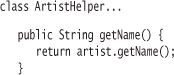 class ArtistHelper...
public String getName() {
return artist.getName();
}